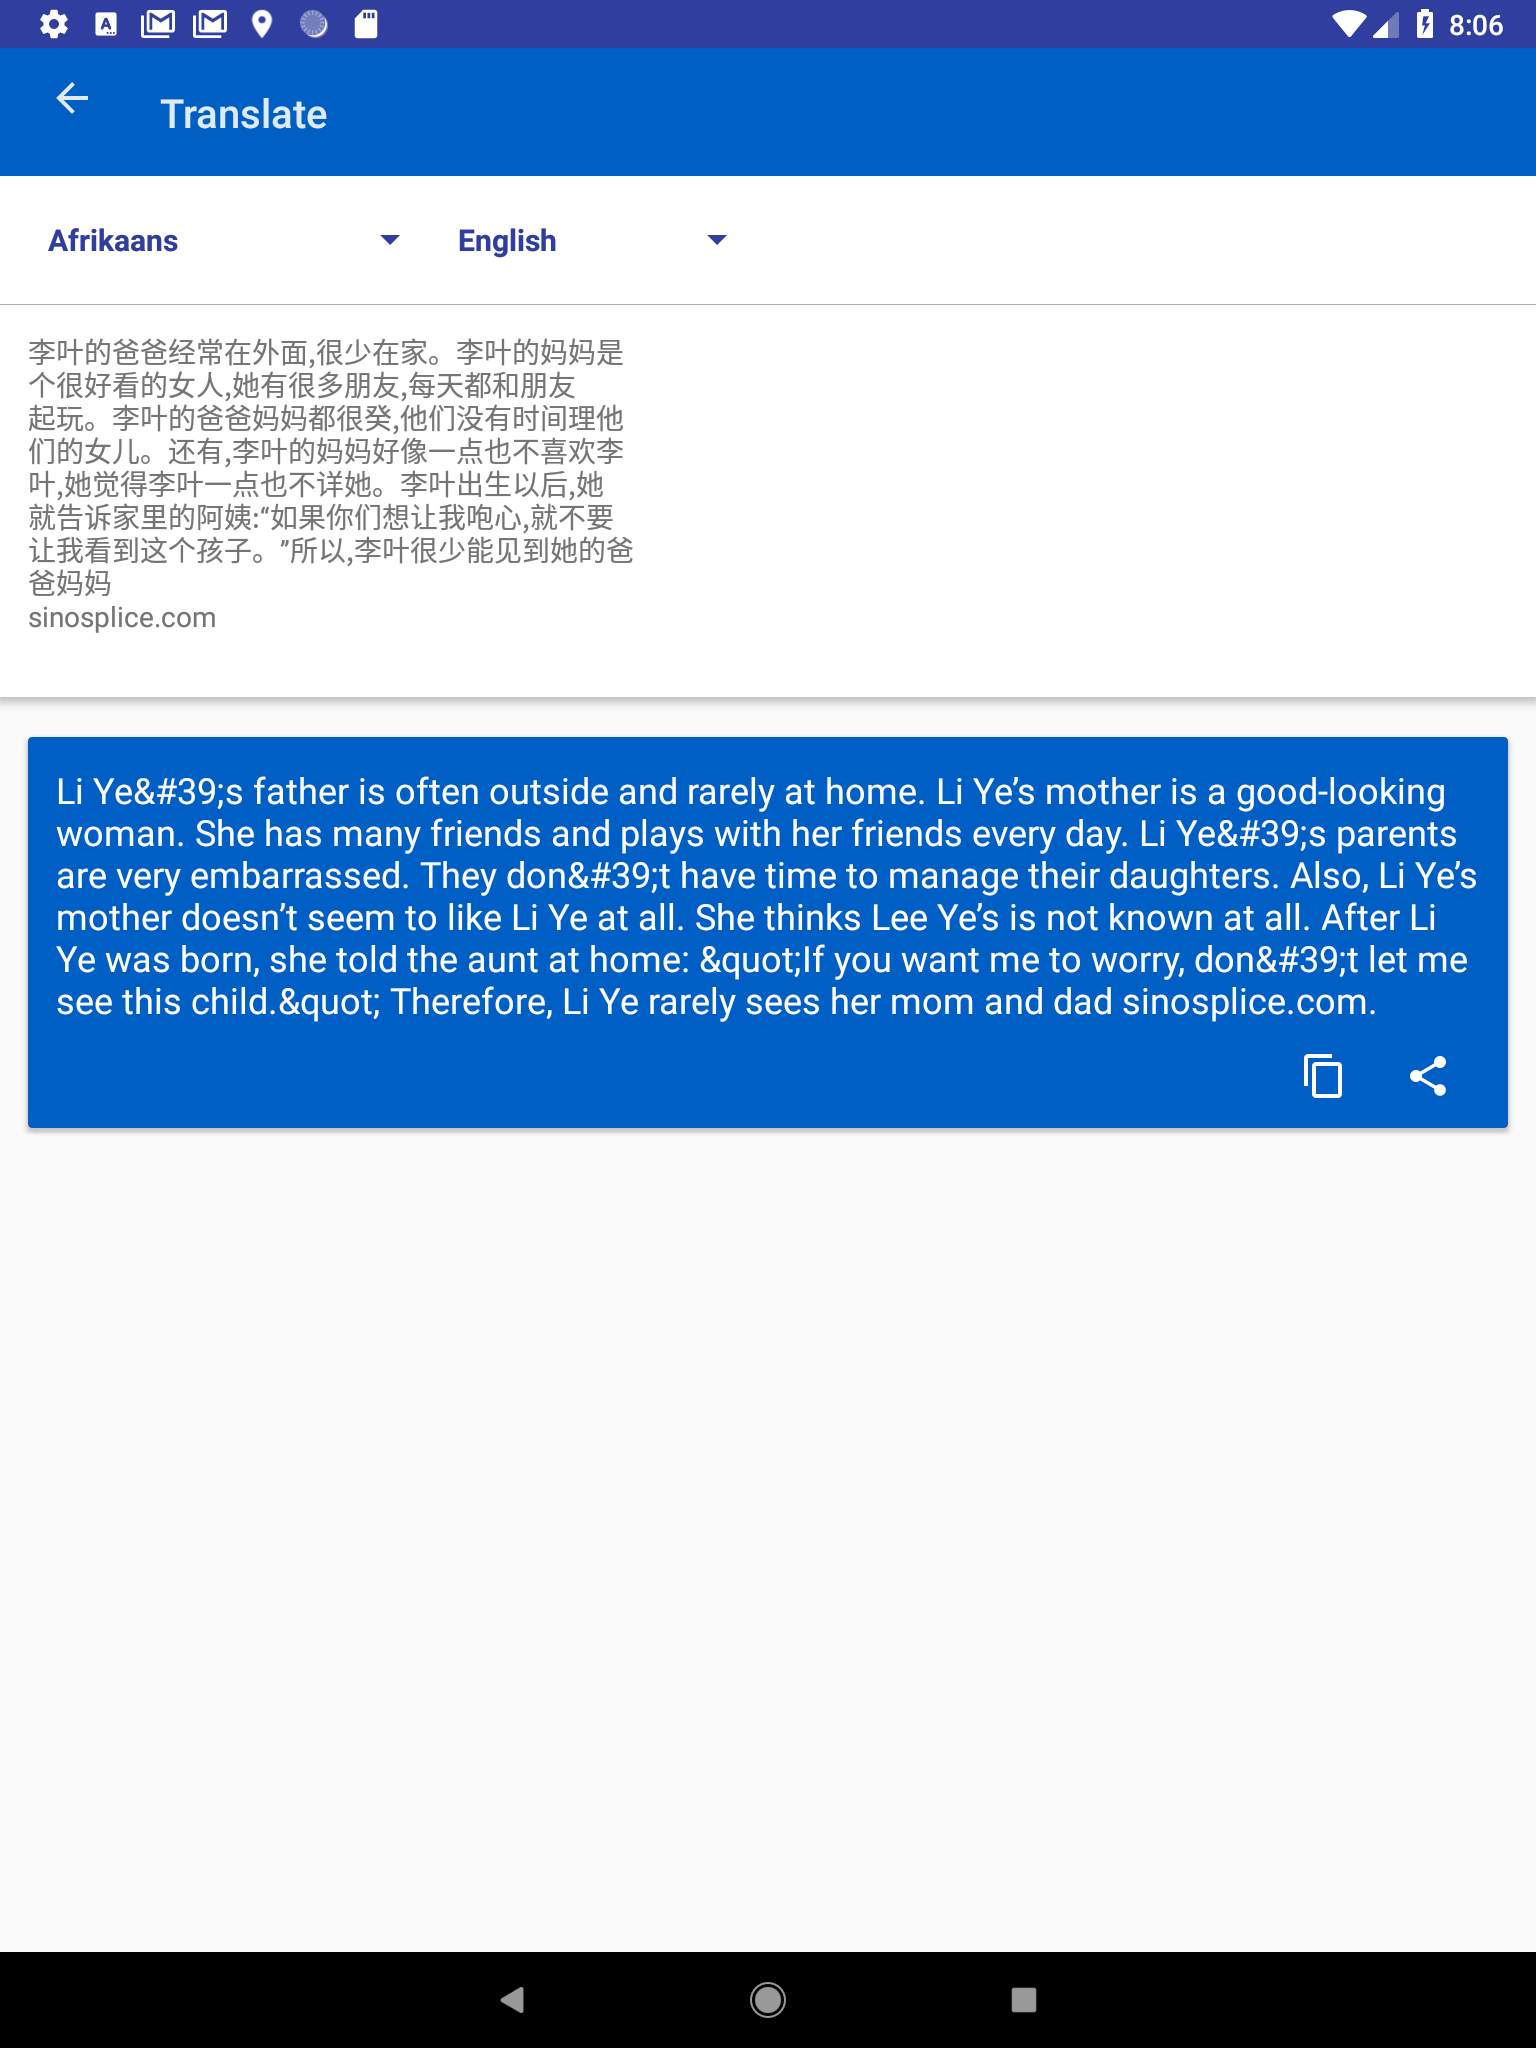 8:06
Translate
Afrikaans
English
李叶的爸爸经常在外面,很少在家。李叶的妈妈是
个很好看的女人,她有很多朋友,每天都和朋友
起玩。李叶的爸爸妈妈都很癸,他们没有时间理他
们的女儿。还有,李叶的妈妈好像一点也不喜欢李
叶,她觉得李叶一点也不详她。李叶出生以后,她
就告诉家里的阿姨:“如果你们想让我咆心,就不要
让我看到这个孩子。”所以,李叶很少能见到她的爸
爸妈妈
sinosplice.com
Li Ye&#39;s father is often outside and rarely at home. Li Ye’s mother is a good-looking
woman. She has many friends and plays with her friends every day. Li Ye&#39;s parents
are very embarrassed. They don&#39;t have time to manage their daughters. Also, Li Ye’s
mother doesn’t seem to like Li Ye at all. She thinks Lee Ye’s is not known at all. After Li
Ye was born, she told the aunt at home: &quot;If you want me to worry, don&#39;t let me
see this child.&quot; Therefore, Li Ye rarely sees her mom and dad sinosplice.com.